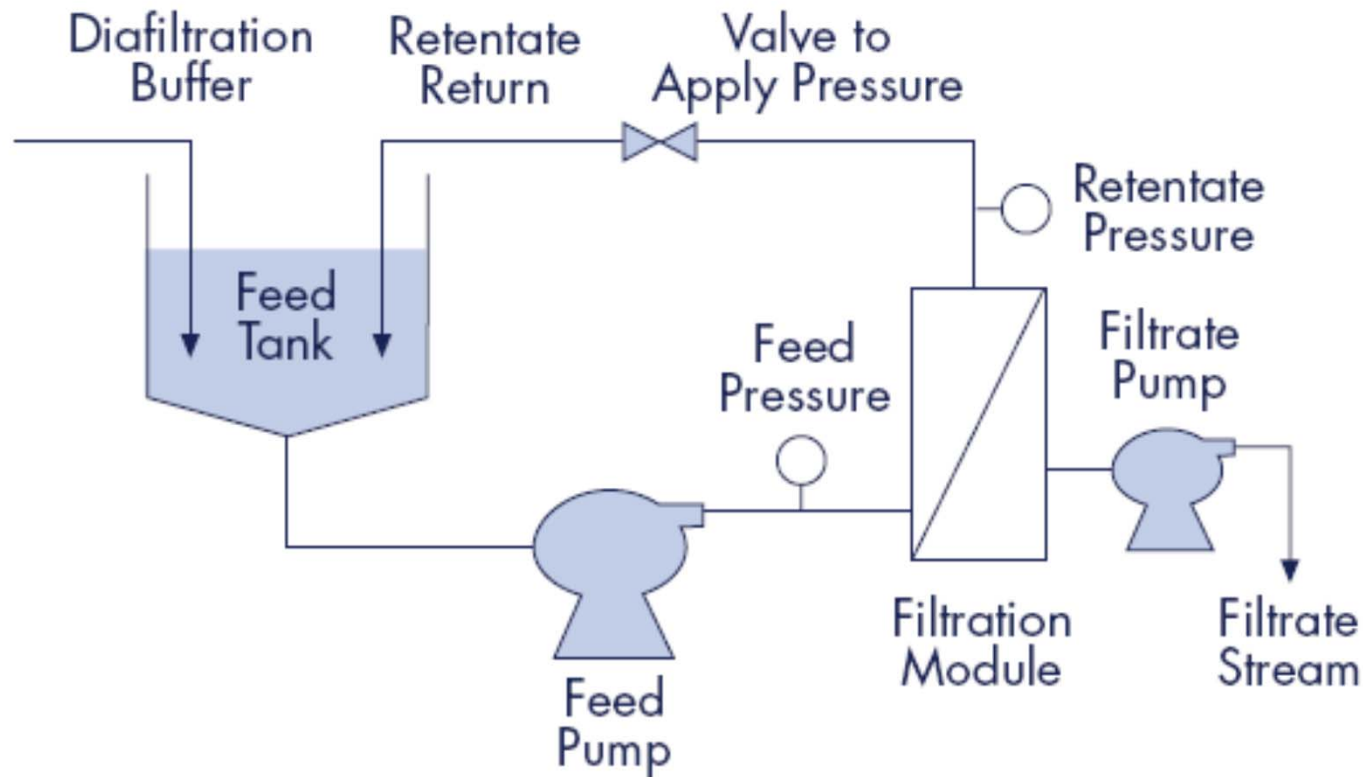 Diafiltration
Buffer
Retentate
Return
Valve to
Apply Pressure
Retentate
Pressure
Feed
Tank
Feed
Pressure
Filtrate
Pump
Filtration
Module
Filtrate
Stream
Feed
Pump